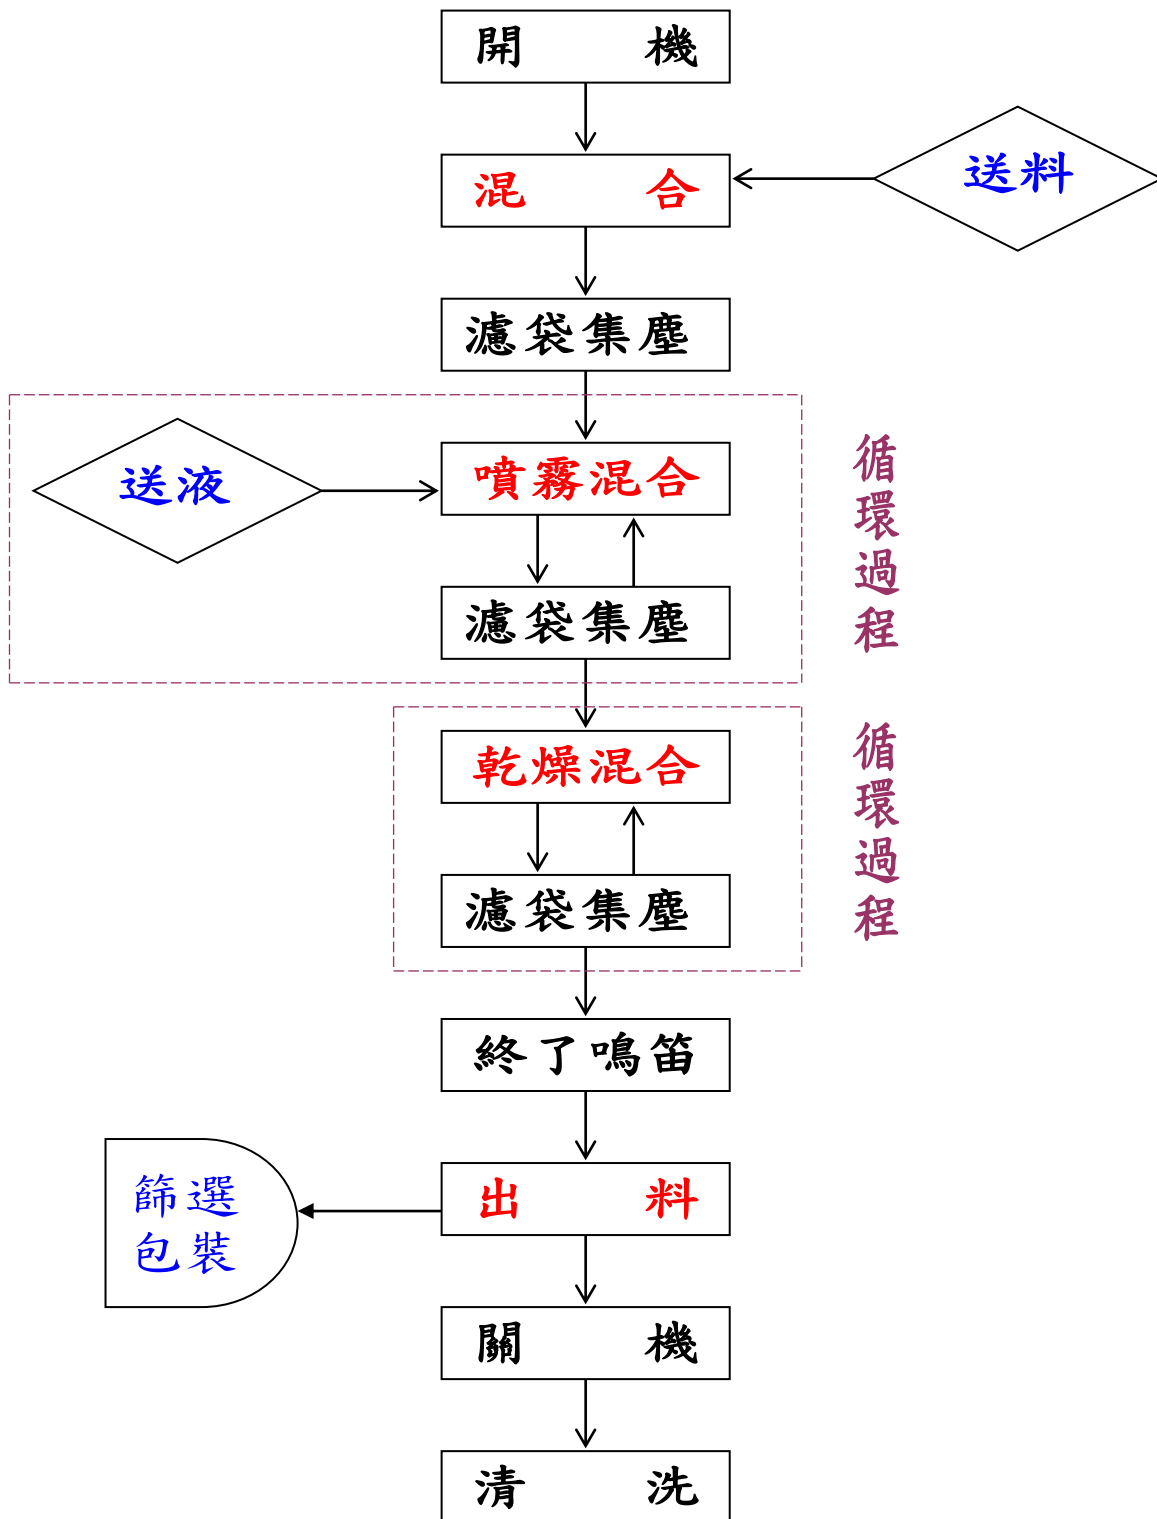 開 機
混 合
送料
濾袋集塵
噴霧混合
送液
循環過程
濾袋集塵
乾燥混合
循環過程
濾袋集塵
終了鳴笛
出 料
篩選
包裝
關 機
清 洗